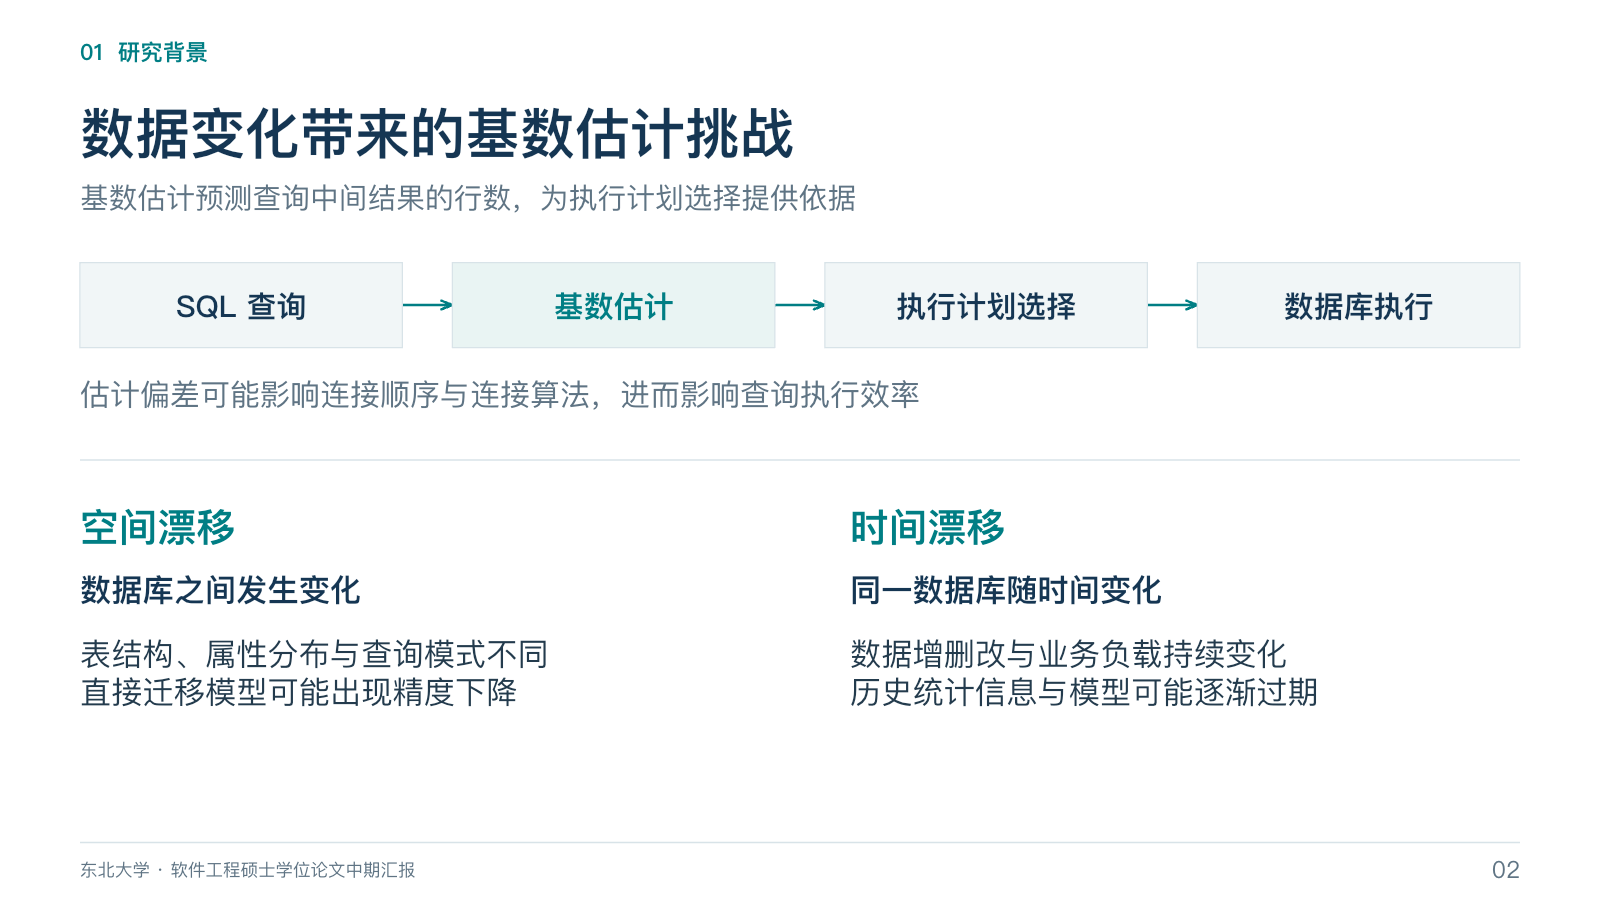 01 研究背景
数据变化带来的基数估计挑战
基数估计预测查询中间结果的行数，为执行计划选择提供依据
SQL 查询
基数估计
执行计划选择
数据库执行
估计偏差可能影响连接顺序与连接算法，进而影响查询执行效率
空间漂移
数据库之间发生变化
表结构、属性分布与查询模式不同
直接迁移模型可能出现精度下降
时间漂移
同一数据库随时间变化
数据增删改与业务负载持续变化
历史统计信息与模型可能逐渐过期
东北大学 · 软件工程硕士学位论文中期汇报
02